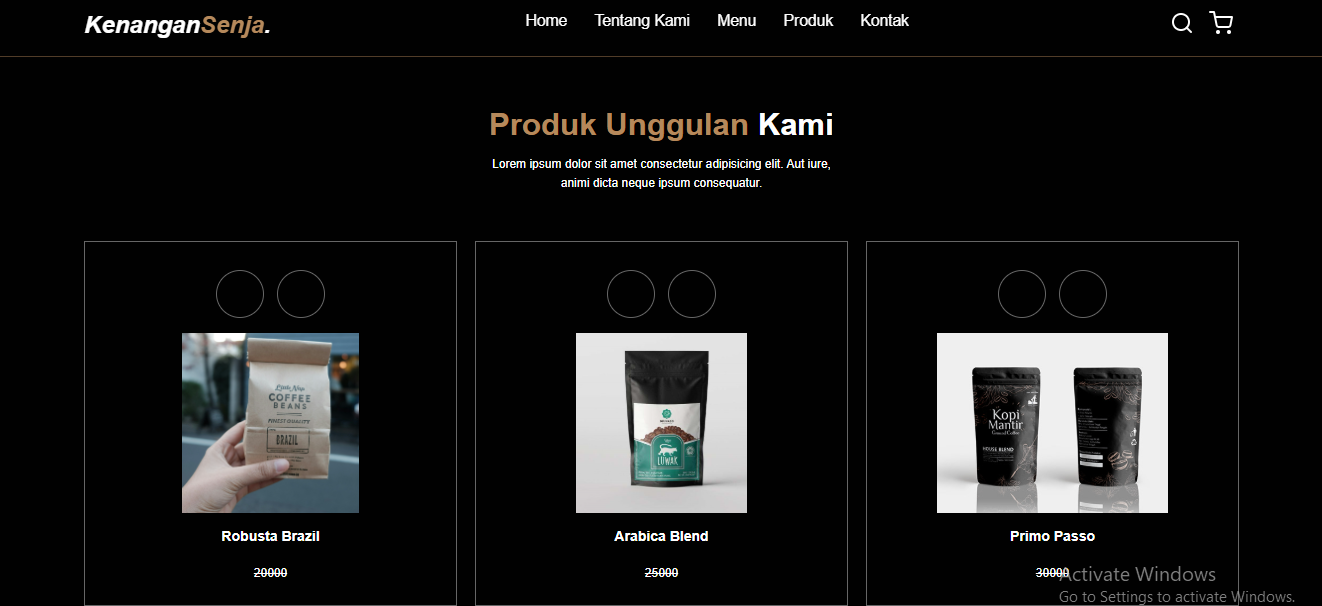 KenanganSenja.
Home Tentang Kami Menu Produk Kontak
Produk Unggulan Kami
Lorem ipsum dolor sit amet consectetur adipisicing elit. Aut iure,
animi dicta neque ipsum consequatur.
COFFEE
BEANS
FINEST QUALITY
BRAZIL
LUWAK
Kopi
Mantir
Ground Coffee
HOUSE BLEND
Robusta Brazil
Arabica Blend
Primo Passo
20000
25000
30000
Activate Windows
Go to Settings to activate Windows.